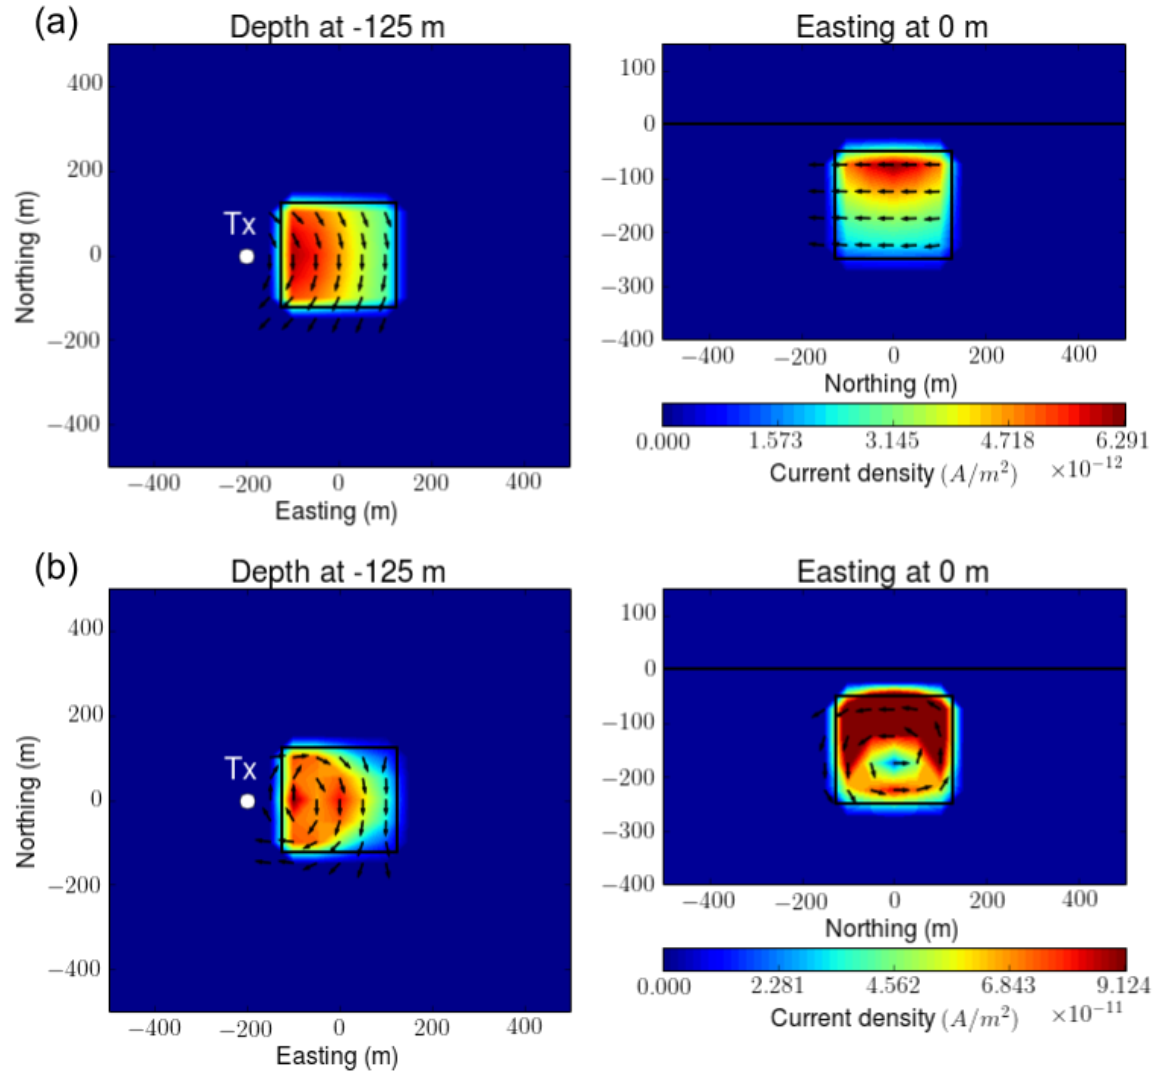 (a)
Depth at -125 m
Easting at 0 m
400
200
0
−200
−400
Northing (m)
Tx
−400 −200 0 200 400
Easting (m)
100
0
−100
−200
−300
−400
−400 −200 0 200 400
Northing (m)
0.000 1.573 3.145 4.718 6.291
Current density (A/m²) ×10⁻¹²
(b)
Depth at -125 m
Easting at 0 m
400
200
0
−200
−400
Northing (m)
Tx
−400 −200 0 200 400
Easting (m)
100
0
−100
−200
−300
−400
−400 −200 0 200 400
Northing (m)
0.000 2.281 4.562 6.843 9.124
Current density (A/m²) ×10⁻¹¹